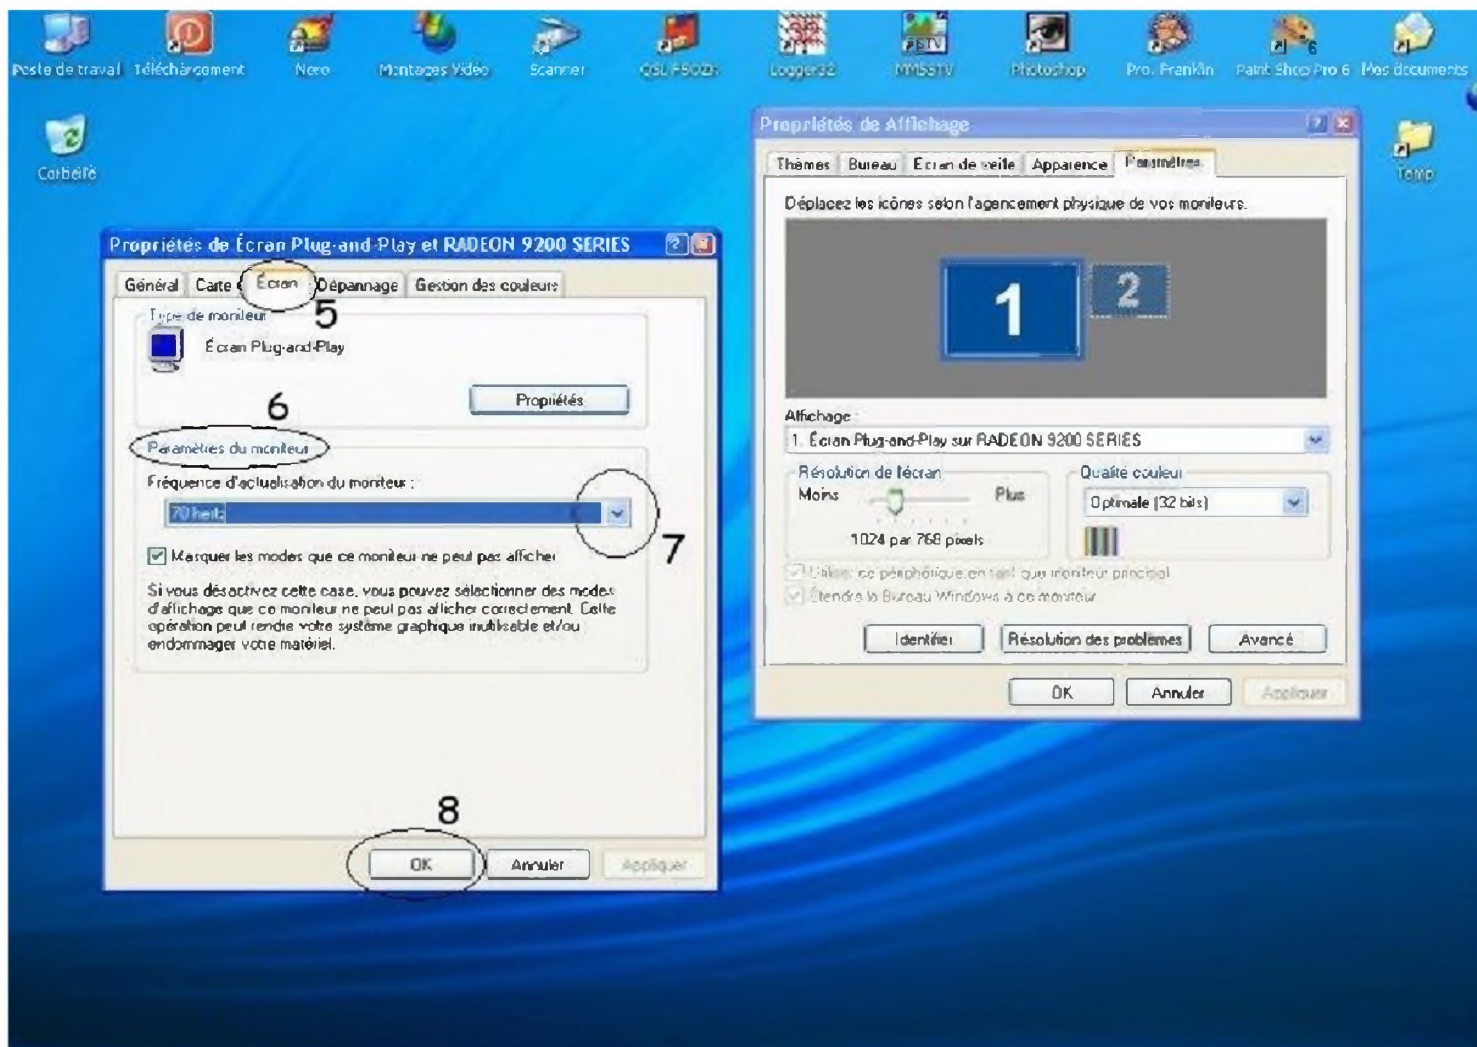 Poste de travail
Téléchargement
Nero
Montages Vidéo
Scanner
QSL F5OZK
Logger32
MMSSTV
Photoshop
Pro. Franklin
Paint Shop Pro 6
Mes documents
Corbeille
Temp
Propriétés de Écran Plug-and-Play et RADEON 9200 SERIES
Général
Carte
Écran
Dépannage
Gestion des couleurs
5
Type de moniteur
Écran Plug-and-Play
Propriétés
6
Paramètres du moniteur
Fréquence d'actualisation du moniteur :
70 hertz
7
Masquer les modes que ce moniteur ne peut pas afficher
Si vous désactivez cette case, vous pouvez sélectionner des modes
d'affichage que ce moniteur ne peut pas afficher correctement. Cette
opération peut rendre votre système graphique inutilisable et/ou
endommager votre matériel.
8
OK
Annuler
Appliquer
Propriétés de Affichage
Thèmes
Bureau
Écran de veille
Apparence
Paramètres
Déplacez les icônes selon l'agencement physique de vos moniteurs.
1
2
Affichage :
1. Écran Plug-and-Play sur RADEON 9200 SERIES
Résolution de l'écran
Moins
Plus
1024 par 768 pixels
Qualité couleur
Optimale (32 bits)
Utiliser ce périphérique en tant que moniteur principal
Étendre le Bureau Windows à ce moniteur
Identifier
Résolution des problèmes
Avancé
OK
Annuler
Appliquer